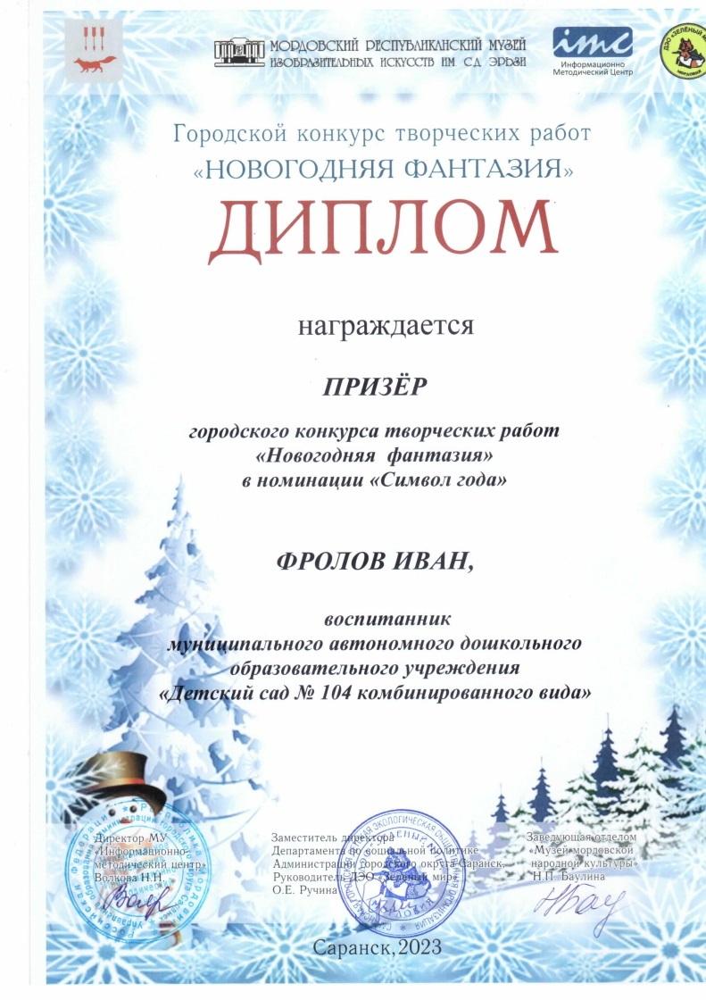 МОРДОВСКИЙ РЕСПУБЛИКАНСКИЙ МУЗЕЙ
ИЗОБРАЗИТЕЛЬНЫХ ИСКУССТВ ИМ. С.Д. ЭРЬЗИ
имс
Информационно
Методический Центр
ДЭО «ЗЕЛЁНЫЙ
Городской конкурс творческих работ
«НОВОГОДНЯЯ ФАНТАЗИЯ»
ДИПЛОМ
награждается
ПРИЗЁР
городского конкурса творческих работ
«Новогодняя фантазия»
в номинации «Символ года»
ФРОЛОВ ИВАН,
воспитанник
муниципального автономного дошкольного
образовательного учреждения
«Детский сад № 104 комбинированного вида»
Директор МУ
«Информационно-
методический центр»
Волкова Н.Н.
Заместитель директора
Департамента по социальной политике
Администрации городского округа Саранск,
Руководитель ДЭО «Зеленый мир»
О.Е. Ручина
Заведующая отделом
«Музей мордовской
народной культуры»
Н.П. Баулина
Саранск,2023